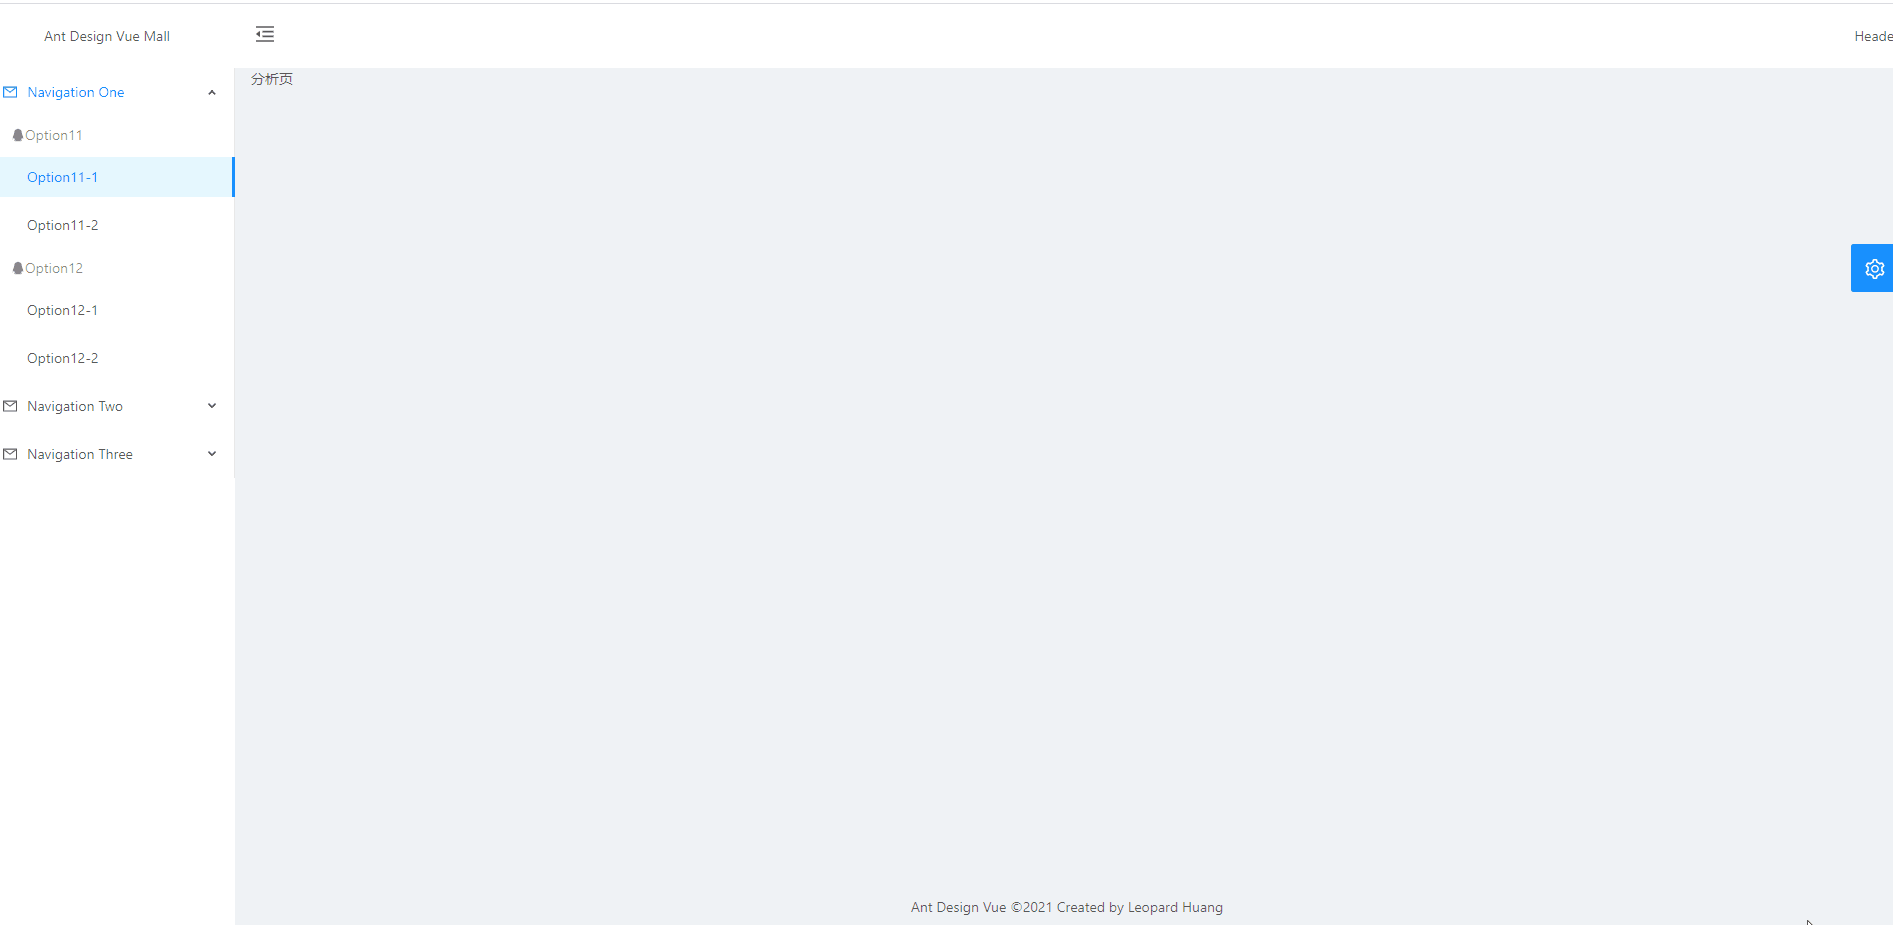 Ant Design Vue Mall
Heade
Navigation One
Option11
Option11-1
Option11-2
Option12
Option12-1
Option12-2
Navigation Two
Navigation Three
分析页
Ant Design Vue ©2021 Created by Leopard Huang